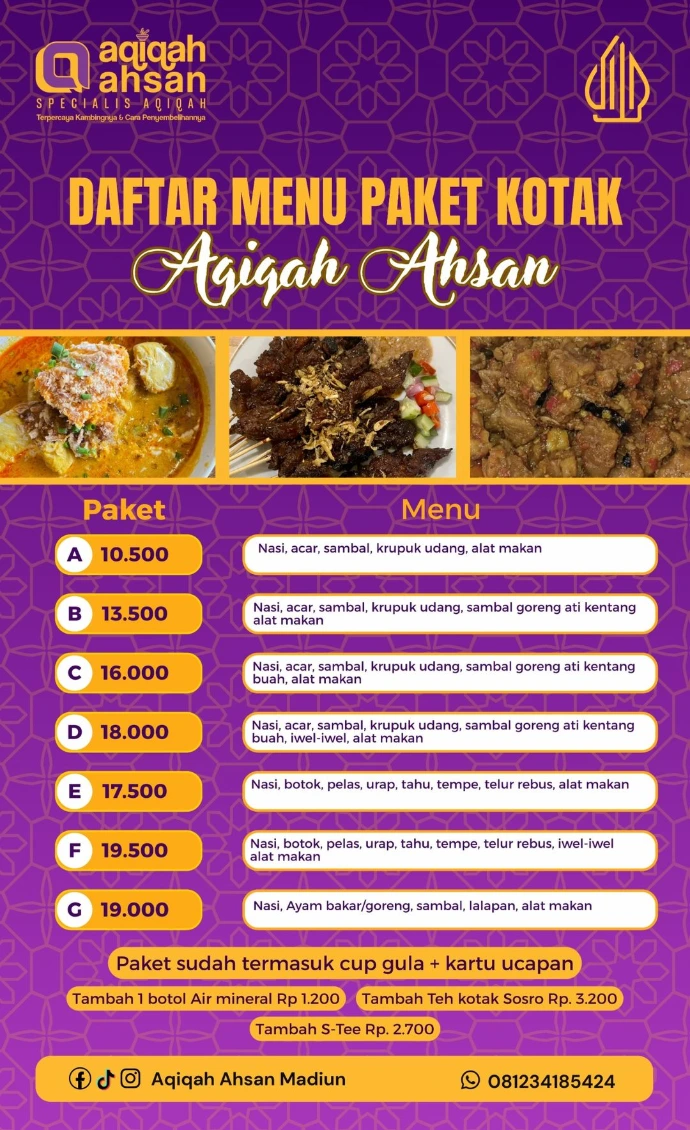 aqiqah
ahsan
SPECIALIS AQIQAH
Terpercaya Kambingnya & Cara Penyembelihannya
DAFTAR MENU PAKET KOTAK
Aqiqah Ahsan
Paket Menu
A 10.500 Nasi, acar, sambal, krupuk udang, alat makan
B 13.500 Nasi, acar, sambal, krupuk udang, sambal goreng ati kentang
alat makan
C 16.000 Nasi, acar, sambal, krupuk udang, sambal goreng ati kentang
buah, alat makan
D 18.000 Nasi, acar, sambal, krupuk udang, sambal goreng ati kentang
buah, iwel-iwel, alat makan
E 17.500 Nasi, botok, pelas, urap, tahu, tempe, telur rebus, alat makan
F 19.500 Nasi, botok, pelas, urap, tahu, tempe, telur rebus, iwel-iwel
alat makan
G 19.000 Nasi, Ayam bakar/goreng, sambal, lalapan, alat makan
Paket sudah termasuk cup gula + kartu ucapan
Tambah 1 botol Air mineral Rp 1.200 Tambah Teh kotak Sosro Rp. 3.200
Tambah S-Tee Rp. 2.700
Aqiqah Ahsan Madiun 081234185424